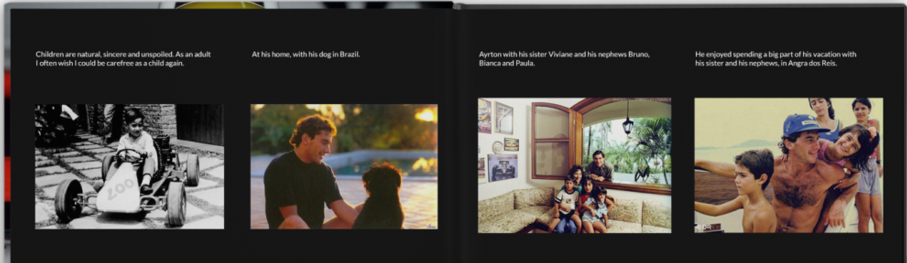 Children are natural, sincere and unspoiled. As an adult
I often wish I could be carefree as a child again.
At his home, with his dog in Brazil.
Ayrton with his sister Viviane and his nephews Bruno,
Bianca and Paula.
He enjoyed spending a big part of his vacation with
his sister and his nephews, in Angra dos Reis.
200